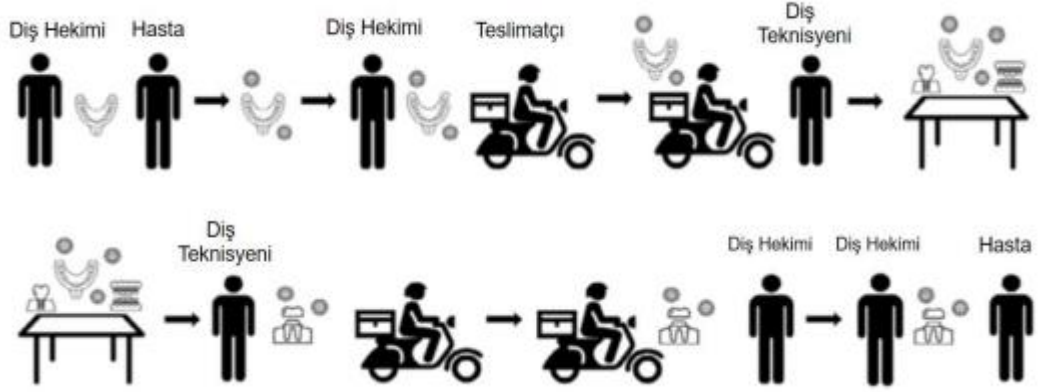 Diş Hekimi
Hasta
Diş Hekimi
Teslimatçı
Diş
Teknisyeni
Diş
Teknisyeni
Diş Hekimi
Diş Hekimi
Hasta